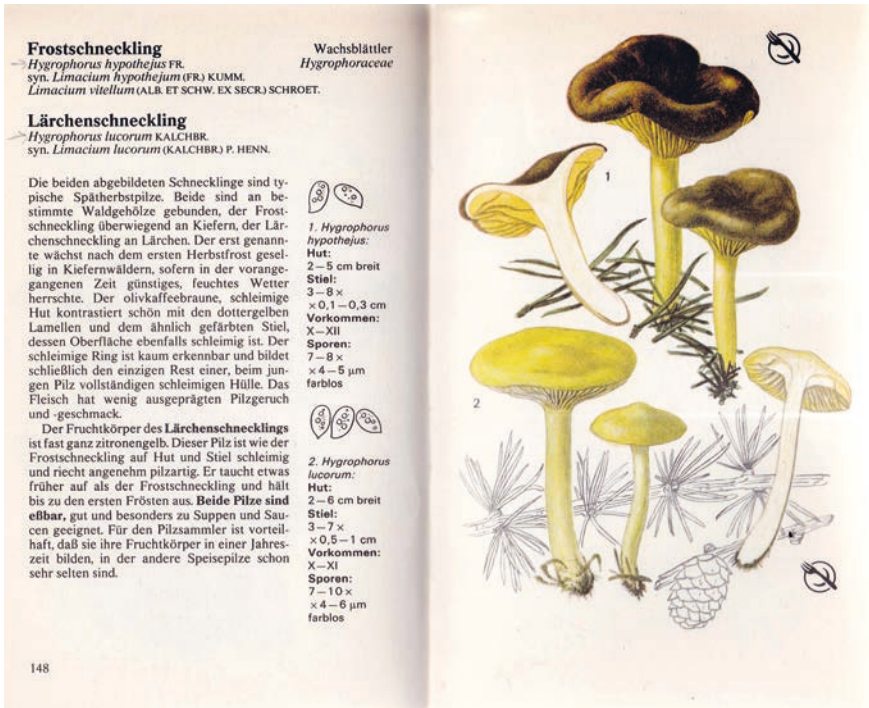 Frostschneckling
Wachsblättler
Hygrophorus hypothejus FR.
Hygrophoraceae
syn. Limacium hypothejum (FR.) KUMM.
Limacium vitellum (ALB. ET SCHW. EX SECR.) SCHROET.
Lärchenschneckling
Hygrophorus lucorum KALCHBR.
syn. Limacium lucorum (KALCHBR.) P. HENN.
Die beiden abgebildeten Schnecklinge sind ty-
pische Spätherbstpilze. Beide sind an be-
stimmte Waldgehölze gebunden, der Frost-
schneckling überwiegend an Kiefern, der Lär-
chenschneckling an Lärchen. Der erst genann-
te wächst nach dem ersten Herbstfrost gesel-
lig in Kiefernwäldern, sofern in der vorange-
gangenen Zeit günstiges, feuchtes Wetter
herrschte. Der olivkaffeebraune, schleimige
Hut kontrastiert schön mit den dottergelben
Lamellen und dem ähnlich gefärbten Stiel,
dessen Oberfläche ebenfalls schleimig ist. Der
schleimige Ring ist kaum erkennbar und bildet
schließlich den einzigen Rest einer, beim jun-
gen Pilz vollständigen schleimigen Hülle. Das
Fleisch hat wenig ausgeprägten Pilzgeruch
und -geschmack.
Der Fruchtkörper des Lärchenschnecklings
ist fast ganz zitronengelb. Dieser Pilz ist wie der
Frostschneckling auf Hut und Stiel schleimig
und riecht angenehm pilzartig. Er taucht etwas
früher auf als der Frostschneckling und hält
bis zu den ersten Frösten aus. Beide Pilze sind
eßbar, gut und besonders zu Suppen und Sau-
cen geeignet. Für den Pilzsammler ist vorteil-
haft, daß sie ihre Fruchtkörper in einer Jahres-
zeit bilden, in der andere Speisepilze schon
sehr selten sind.
1. Hygrophorus
hypothejus:
Hut:
2–5 cm breit
Stiel:
3–8 ×
× 0,1–0,3 cm
Vorkommen:
X–XII
Sporen:
7–8 ×
× 4–5 µm
farblos
2. Hygrophorus
lucorum:
Hut:
2–6 cm breit
Stiel:
3–7 ×
× 0,5–1 cm
Vorkommen:
X–XI
Sporen:
7–10 ×
× 4–6 µm
farblos
148
1
2